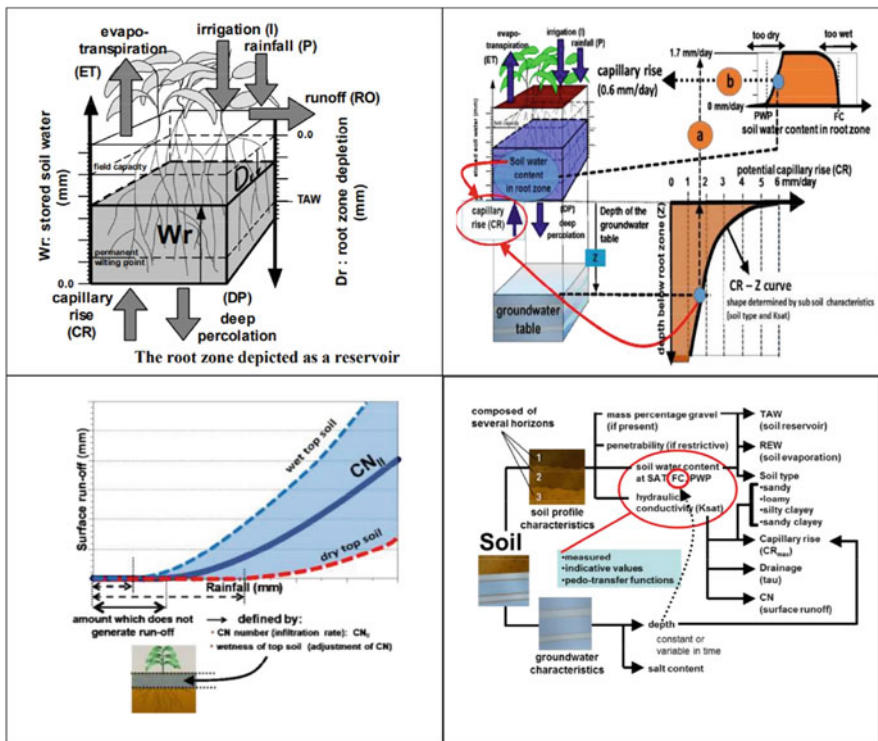 evapo-
transpiration
(ET)
irrigation (I)
rainfall (P)
runoff (RO)
0.0
field capacity
Dr
TAW
Wr
permanent
wilting point
0.0
Wr: stored soil water
(mm)
Dr : root zone depletion
(mm)
capillary
rise (CR)
(DP)
deep
percolation
The root zone depicted as a reservoir
evapo-
transpiration
(ET)
irrigation (I)
rainfall (P)
capillary rise
(0.6 mm/day)
too dry
too wet
1.7 mm/day
b
0 mm/day
PWP
FC
soil water content in root zone
a
Soil water
content
in root zone
capillary
rise (CR)
(DP)
deep
percolation
Depth of the
groundwater
table
z
groundwater
table
potential capillary rise (CR)
0 1 2 3 4 5 6 mm/day
depth below root zone (Z)
CR – Z curve
shape determined by sub soil characteristics
(soil type and Ksat)
Surface run-off (mm)
wet top soil
CNII
dry top soil
Rainfall (mm)
amount which does not
generate run-off
defined by:
• CN number (infiltration rate): CNII
• wetness of top soil (adjustment of CN)
composed of
several horizons
1
2
3
soil profile
characteristics
mass percentage gravel
(if present)
penetrability (if restrictive)
soil water content
at SAT, FC, PWP
hydraulic
conductivity (Ksat)
TAW
(soil reservoir)
REW
(soil evaporation)
Soil type
•sandy
•loamy
•silty clayey
•sandy clayey
Capillary rise
(CRmax)
Drainage
(tau)
CN
(surface runoff)
Soil
•measured
•indicative values
•pedo-transfer functions
groundwater
characteristics
depth
constant or
variable in time
salt content